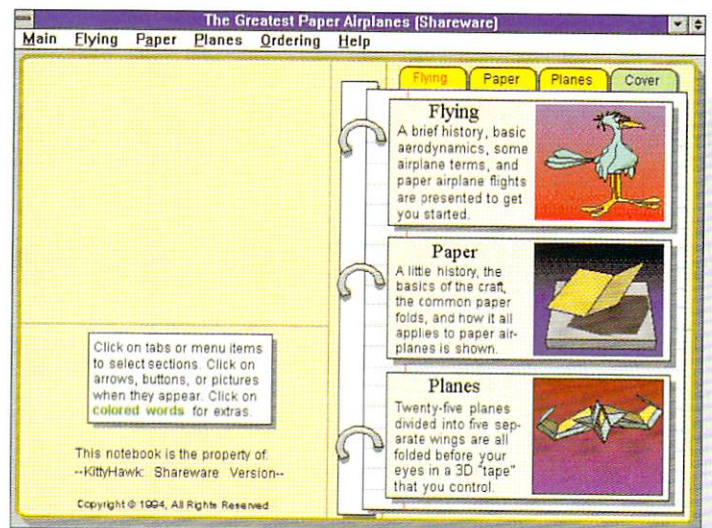 The Greatest Paper Airplanes (Shareware)
Main Flying Paper Planes Ordering Help
Flying Paper Planes Cover
Flying
A brief history, basic
aerodynamics, some
airplane terms, and
paper airplane flights
are presented to get
you started.
Paper
A little history, the
basics of the craft,
the common paper
folds, and how it all
applies to paper air-
planes is shown.
Planes
Twenty-five planes
divided into five sep-
arate wings are all
folded before your
eyes in a 3D "tape"
that you control.
Click on tabs or menu items
to select sections. Click on
arrows, buttons, or pictures
when they appear. Click on
colored words for extras.
This notebook is the property of:
--KittyHawk: Shareware Version--
Copyright © 1994, All Rights Reserved